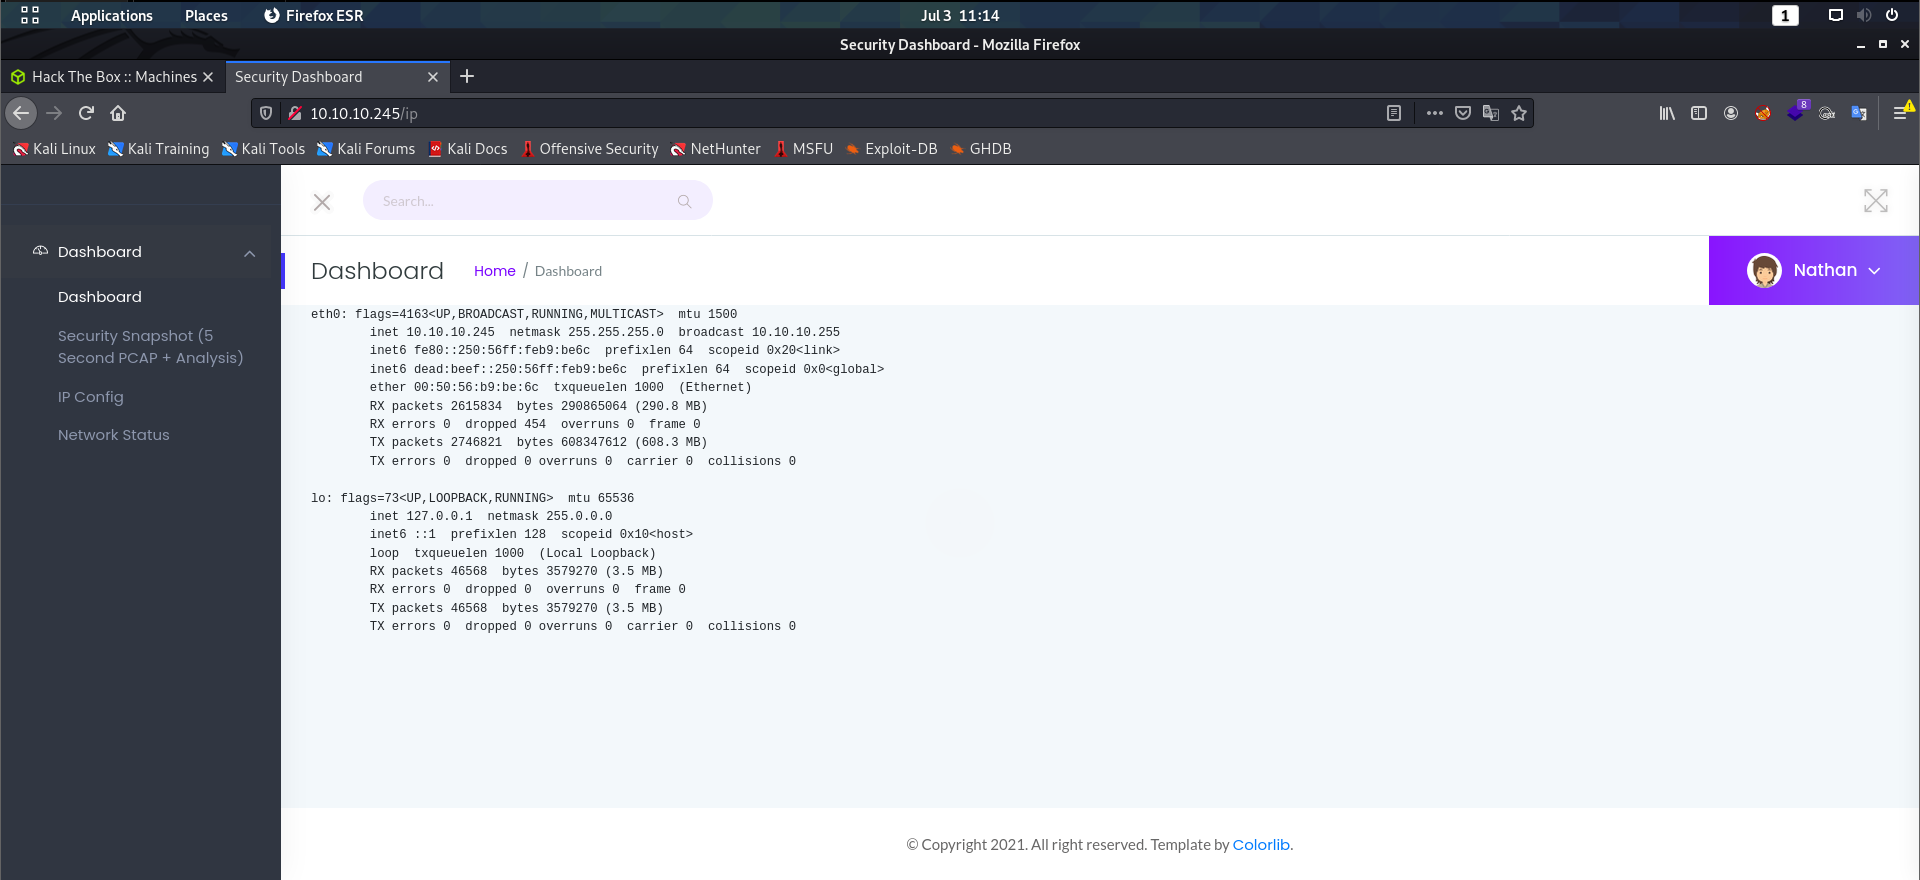 Applications Places Firefox ESR Jul 3 11:14 1
Security Dashboard - Mozilla Firefox
Hack The Box :: Machines Security Dashboard
10.10.10.245/ip 8
Kali Linux Kali Training Kali Tools Kali Forums Kali Docs Offensive Security NetHunter MSFU Exploit-DB GHDB
Search...
Dashboard
Dashboard
Security Snapshot (5
Second PCAP + Analysis)
IP Config
Network Status
Dashboard Home / Dashboard Nathan
eth0: flags=4163<UP,BROADCAST,RUNNING,MULTICAST>  mtu 1500
        inet 10.10.10.245  netmask 255.255.255.0  broadcast 10.10.10.255
        inet6 fe80::250:56ff:feb9:be6c  prefixlen 64  scopeid 0x20<link>
        inet6 dead:beef::250:56ff:feb9:be6c  prefixlen 64  scopeid 0x0<global>
        ether 00:50:56:b9:be:6c  txqueuelen 1000  (Ethernet)
        RX packets 2615834  bytes 290865064 (290.8 MB)
        RX errors 0  dropped 454  overruns 0  frame 0
        TX packets 2746821  bytes 608347612 (608.3 MB)
        TX errors 0  dropped 0 overruns 0  carrier 0  collisions 0
lo: flags=73<UP,LOOPBACK,RUNNING>  mtu 65536
        inet 127.0.0.1  netmask 255.0.0.0
        inet6 ::1  prefixlen 128  scopeid 0x10<host>
        loop  txqueuelen 1000  (Local Loopback)
        RX packets 46568  bytes 3579270 (3.5 MB)
        RX errors 0  dropped 0  overruns 0  frame 0
        TX packets 46568  bytes 3579270 (3.5 MB)
        TX errors 0  dropped 0 overruns 0  carrier 0  collisions 0
© Copyright 2021. All right reserved. Template by Colorlib.